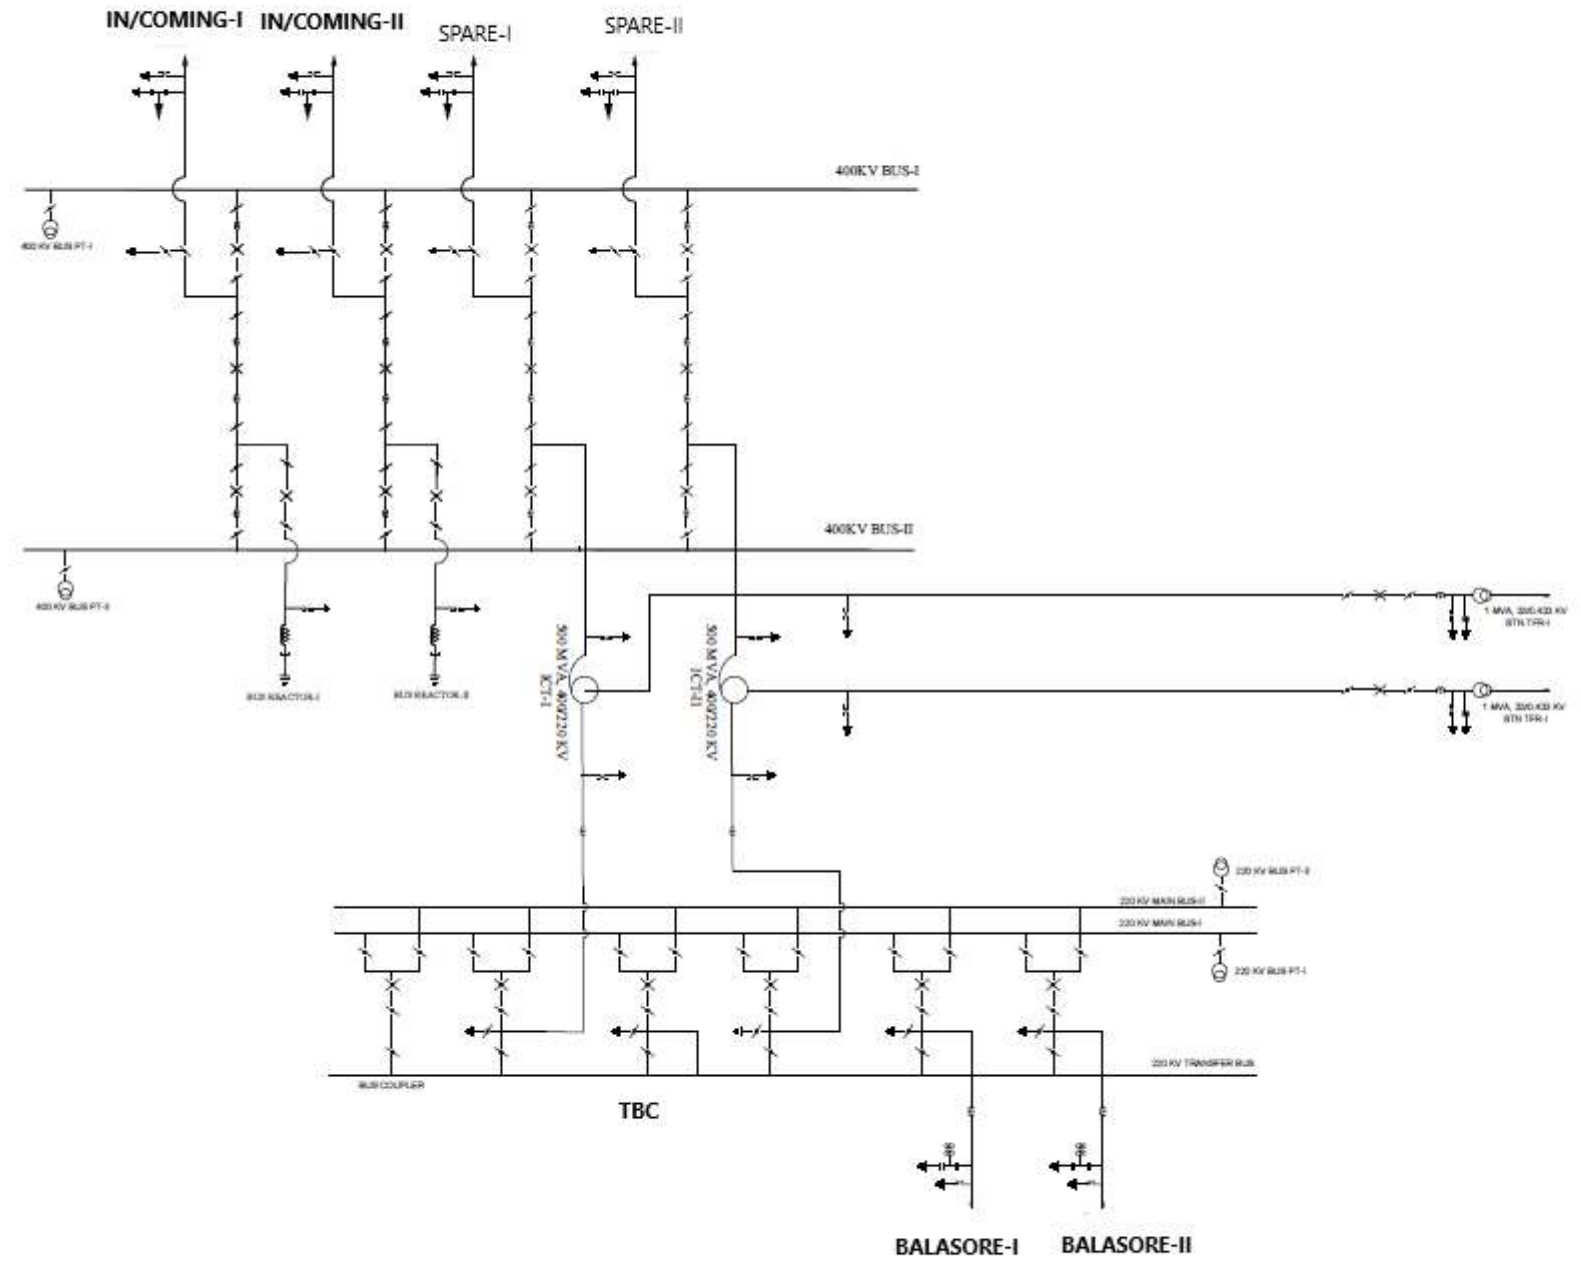 IN/COMING-I
IN/COMING-II
SPARE-I
SPARE-II
400KV BUS-I
400 KV BUS PT-I
400KV BUS-II
400 KV BUS PT-II
1 MVA, 33/0.433 KV
STN TFR-I
500 MVA, 400/220 KV
ICT-I
500 MVA, 400/220 KV
ICT-II
BUS REACTOR-I
BUS REACTOR-II
1 MVA, 33/0.433 KV
STN TFR-I
220 KV BUS PT-II
220 KV MAIN BUS-II
220 KV MAIN BUS-I
220 KV BUS PT-I
220 KV TRANSFER BUS
BUS COUPLER
TBC
BALASORE-I
BALASORE-II